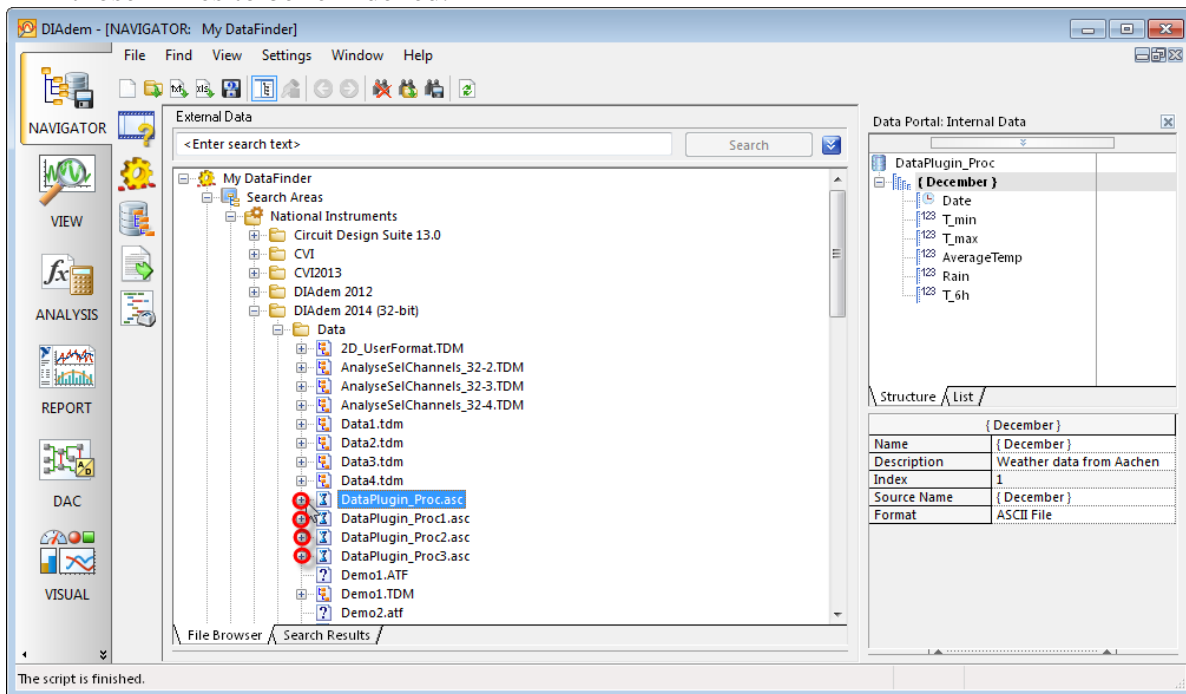 DIAdem - [NAVIGATOR: My DataFinder]
File Find View Settings Window Help
NAVIGATOR
VIEW
ANALYSIS
REPORT
DAC
VISUAL
External Data
<Enter search text>
Search
My DataFinder
Search Areas
National Instruments
Circuit Design Suite 13.0
CVI
CVI2013
DIAdem 2012
DIAdem 2014 (32-bit)
Data
2D_UserFormat.TDM
AnalyseSelChannels_32-2.TDM
AnalyseSelChannels_32-3.TDM
AnalyseSelChannels_32-4.TDM
Data1.tdm
Data2.tdm
Data3.tdm
Data4.tdm
DataPlugin_Proc.asc
DataPlugin_Proc1.asc
DataPlugin_Proc2.asc
DataPlugin_Proc3.asc
Demo1.ATF
Demo1.TDM
Demo2.atf
File Browser Search Results
Data Portal: Internal Data
DataPlugin_Proc
{ December }
Date
123 T_min
123 T_max
123 AverageTemp
123 Rain
123 T_6h
Structure List
{ December }
Name { December }
Description Weather data from Aachen
Index 1
Source Name { December }
Format ASCII File
The script is finished.